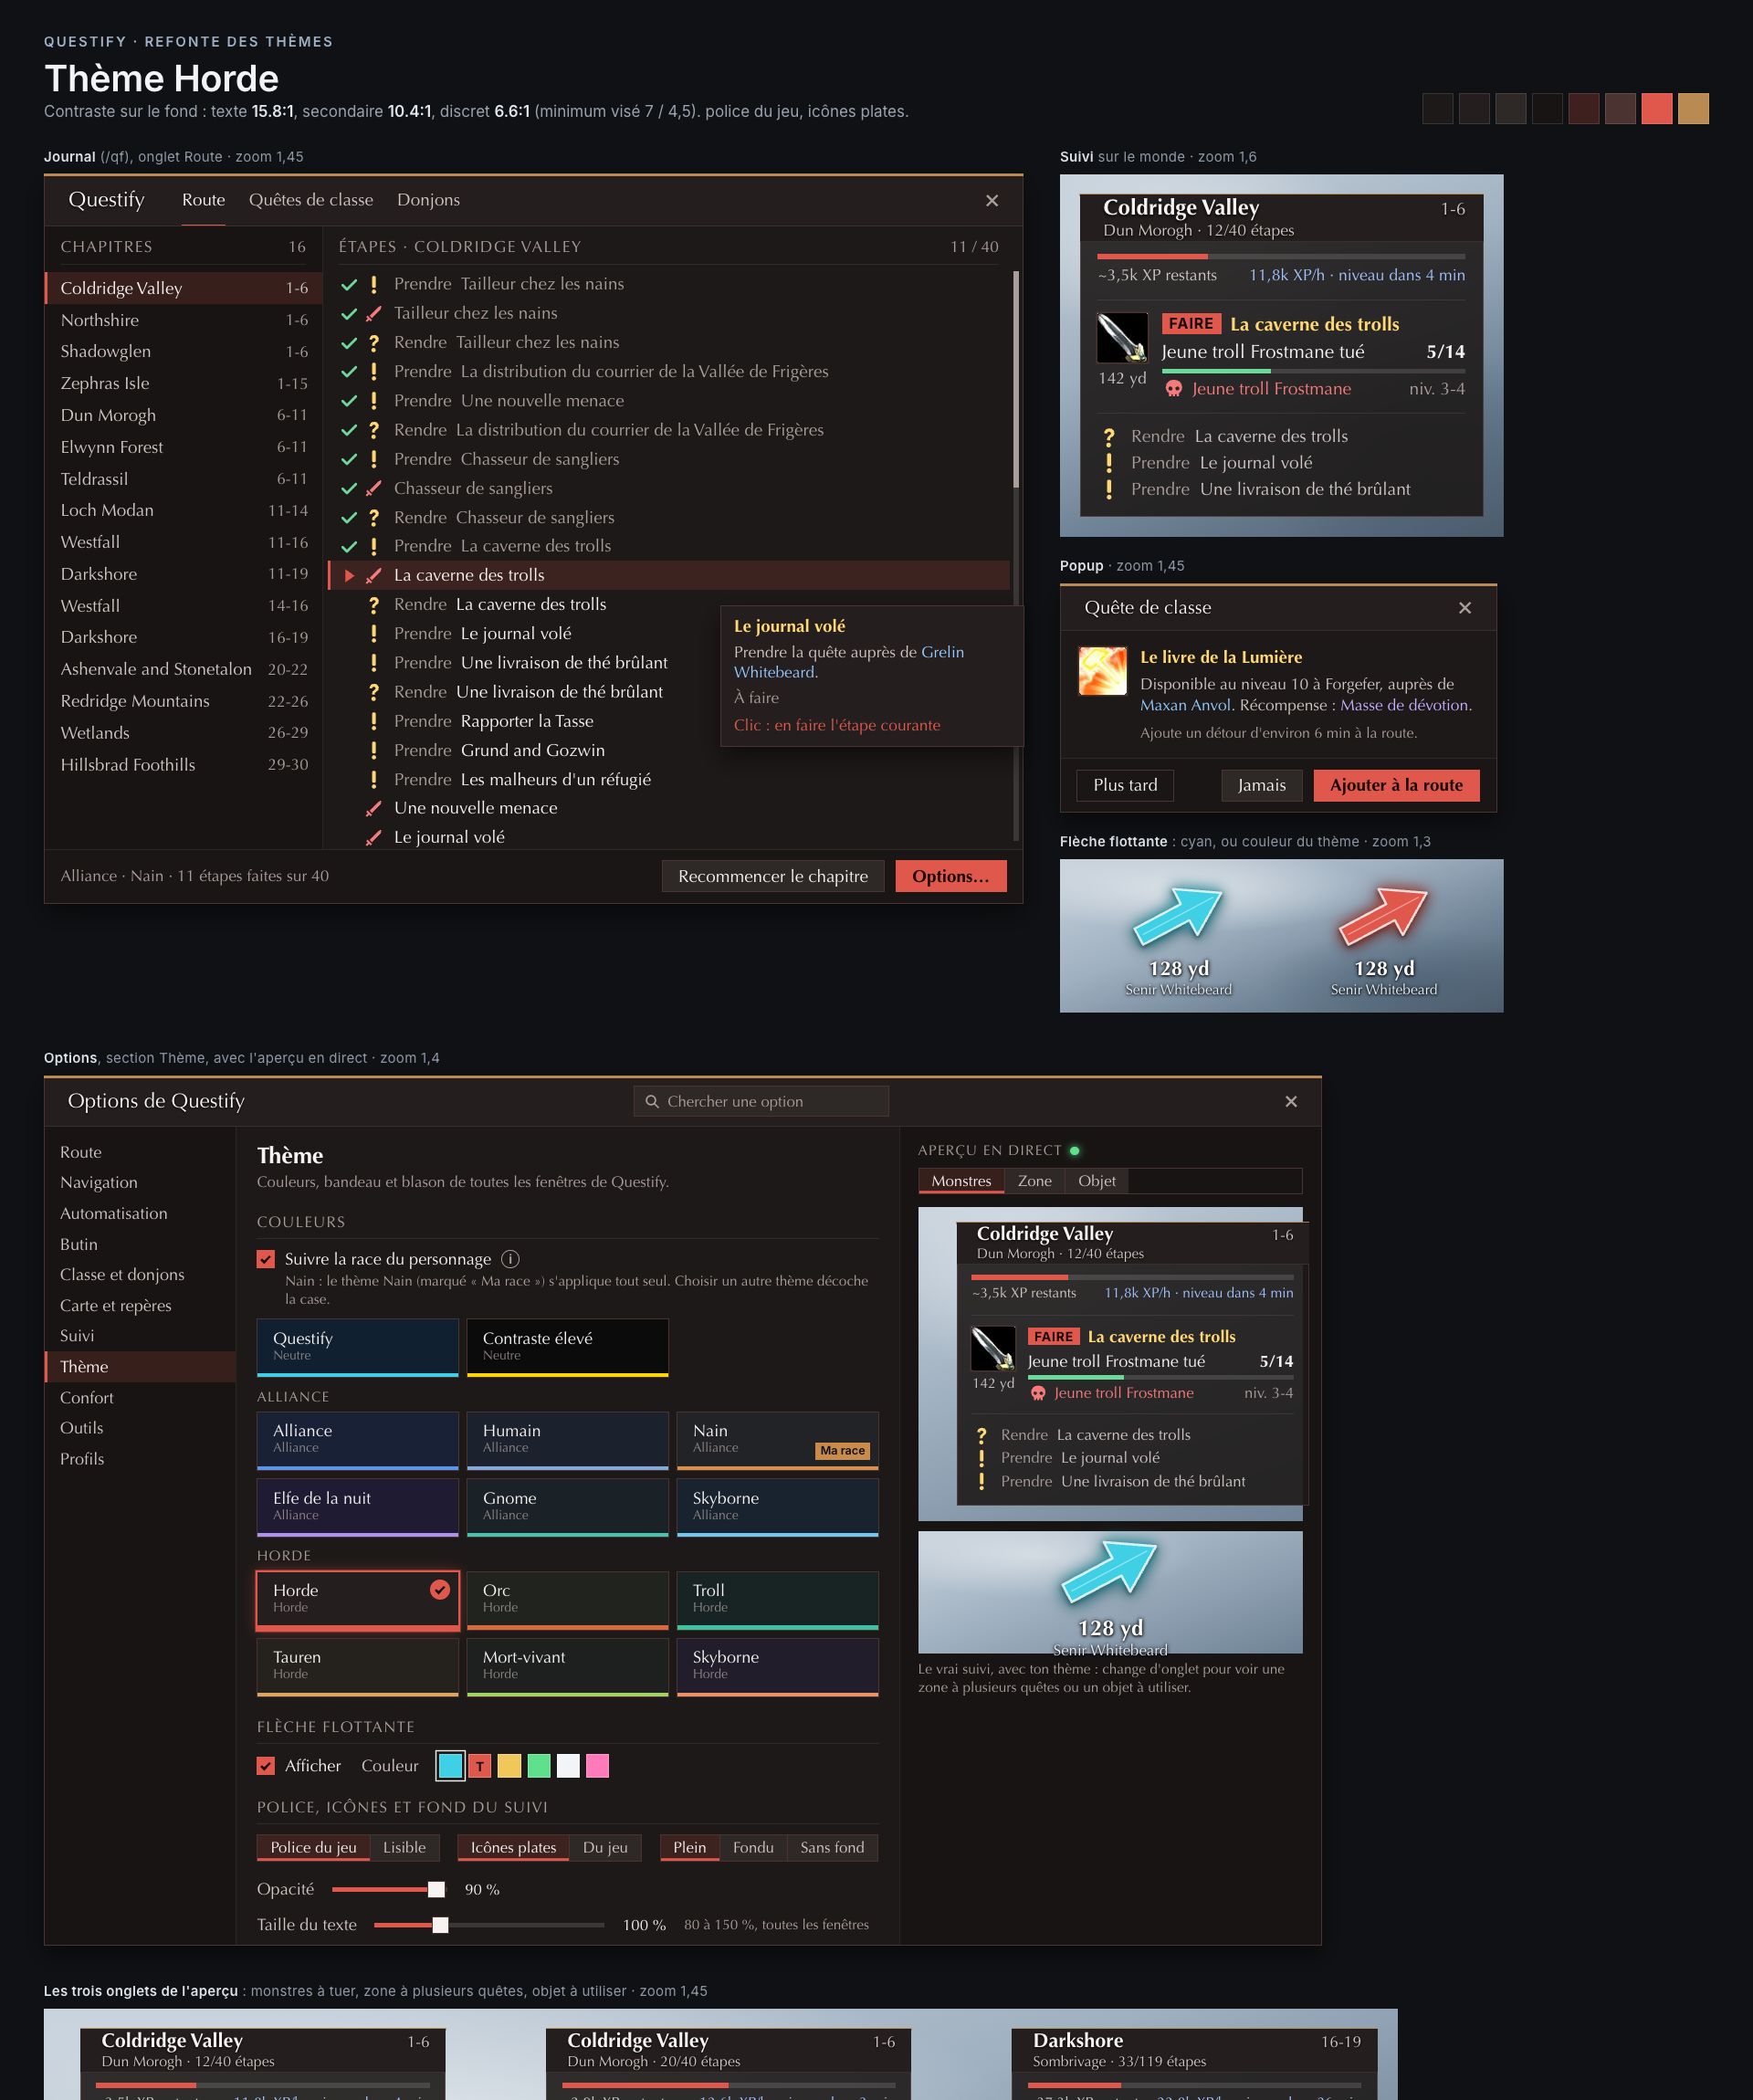 QUESTIFY · REFONTE DES THÈMES
Thème Horde
Contraste sur le fond : texte 15.8:1, secondaire 10.4:1, discret 6.6:1 (minimum visé 7 / 4,5). police du jeu, icônes plates.
Journal (/qf), onglet Route · zoom 1,45
Questify Route Quêtes de classe Donjons
CHAPITRES 16
Coldridge Valley 1-6
Northshire 1-6
Shadowglen 1-6
Zephras Isle 1-15
Dun Morogh 6-11
Elwynn Forest 6-11
Teldrassil 6-11
Loch Modan 11-14
Westfall 11-16
Darkshore 11-19
Westfall 14-16
Darkshore 16-19
Ashenvale and Stonetalon 20-22
Redridge Mountains 22-26
Wetlands 26-29
Hillsbrad Foothills 29-30
ÉTAPES · COLDRIDGE VALLEY 11 / 40
Prendre Tailleur chez les nains
Tailleur chez les nains
Rendre Tailleur chez les nains
Prendre La distribution du courrier de la Vallée de Frigères
Prendre Une nouvelle menace
Rendre La distribution du courrier de la Vallée de Frigères
Prendre Chasseur de sangliers
Chasseur de sangliers
Rendre Chasseur de sangliers
Prendre La caverne des trolls
La caverne des trolls
Rendre La caverne des trolls
Prendre Le journal volé
Prendre Une livraison de thé brûlant
Rendre Une livraison de thé brûlant
Prendre Rapporter la Tasse
Prendre Grund and Gozwin
Prendre Les malheurs d'un réfugié
Une nouvelle menace
Le journal volé
Le journal volé
Prendre la quête auprès de Grelin
Whitebeard.
À faire
Clic : en faire l'étape courante
Alliance · Nain · 11 étapes faites sur 40
Recommencer le chapitre Options...
Suivi sur le monde · zoom 1,6
Coldridge Valley 1-6
Dun Morogh · 12/40 étapes
~3,5k XP restants 11,8k XP/h · niveau dans 4 min
FAIRE La caverne des trolls
Jeune troll Frostmane tué 5/14
142 yd
Jeune troll Frostmane niv. 3-4
Rendre La caverne des trolls
Prendre Le journal volé
Prendre Une livraison de thé brûlant
Popup · zoom 1,45
Quête de classe
Le livre de la Lumière
Disponible au niveau 10 à Forgefer, auprès de
Maxan Anvol. Récompense : Masse de dévotion.
Ajoute un détour d'environ 6 min à la route.
Plus tard Jamais Ajouter à la route
Flèche flottante : cyan, ou couleur du thème · zoom 1,3
128 yd 128 yd
Senir Whitebeard Senir Whitebeard
Options, section Thème, avec l'aperçu en direct · zoom 1,4
Options de Questify Chercher une option
Route
Navigation
Automatisation
Butin
Classe et donjons
Carte et repères
Suivi
Thème
Confort
Outils
Profils
Thème
Couleurs, bandeau et blason de toutes les fenêtres de Questify.
COULEURS
Suivre la race du personnage i
Nain : le thème Nain (marqué « Ma race ») s'applique tout seul. Choisir un autre thème décoche
la case.
Questify Contraste élevé
Neutre Neutre
ALLIANCE
Alliance Humain Nain
Alliance Alliance Alliance Ma race
Elfe de la nuit Gnome Skyborne
Alliance Alliance Alliance
HORDE
Horde Orc Troll
Horde Horde Horde
Tauren Mort-vivant Skyborne
Horde Horde Horde
FLÈCHE FLOTTANTE
Afficher Couleur T
POLICE, ICÔNES ET FOND DU SUIVI
Police du jeu Lisible Icônes plates Du jeu Plein Fondu Sans fond
Opacité 90 %
Taille du texte 100 % 80 à 150 %, toutes les fenêtres
APERÇU EN DIRECT
Monstres Zone Objet
Coldridge Valley 1-6
Dun Morogh · 12/40 étapes
~3,5k XP restants 11,8k XP/h · niveau dans 4 min
FAIRE La caverne des trolls
Jeune troll Frostmane tué 5/14
142 yd
Jeune troll Frostmane niv. 3-4
Rendre La caverne des trolls
Prendre Le journal volé
Prendre Une livraison de thé brûlant
128 yd
Senir Whitebeard
Le vrai suivi, avec ton thème : change d'onglet pour voir une
zone à plusieurs quêtes ou un objet à utiliser.
Les trois onglets de l'aperçu : monstres à tuer, zone à plusieurs quêtes, objet à utiliser · zoom 1,45
Coldridge Valley 1-6 Coldridge Valley 1-6 Darkshore 16-19
Dun Morogh · 12/40 étapes Dun Morogh · 20/40 étapes Sombrivage · 33/119 étapes